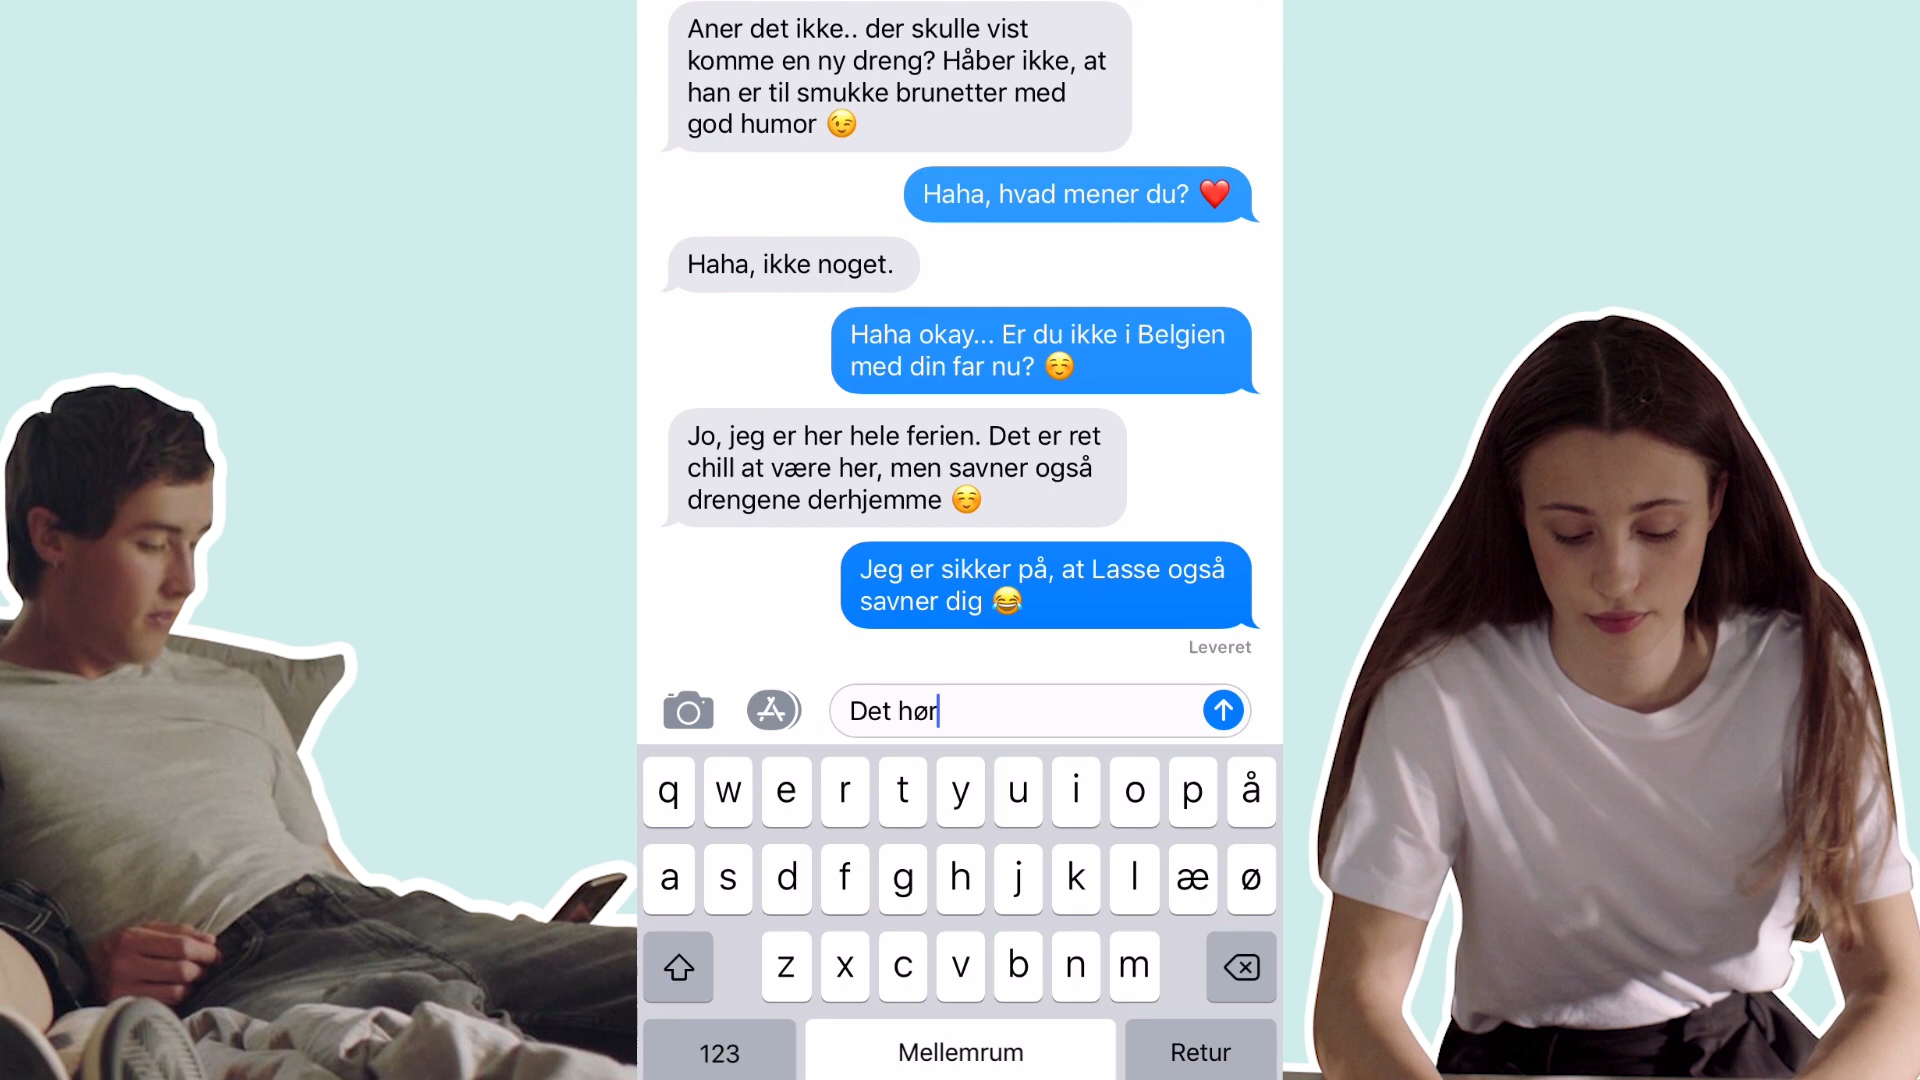 Aner det ikke.. der skulle vist
komme en ny dreng? Håber ikke, at
han er til smukke brunetter med
god humor 😉
Haha, hvad mener du? ❤️
Haha, ikke noget.
Haha okay... Er du ikke i Belgien
med din far nu? ☺️
Jo, jeg er her hele ferien. Det er ret
chill at være her, men savner også
drengene derhjemme ☺️
Jeg er sikker på, at Lasse også
savner dig 😂
Leveret
Det hør
q w e r t y u i o p å
a s d f g h j k l æ ø
z x c v b n m
123 Mellemrum Retur